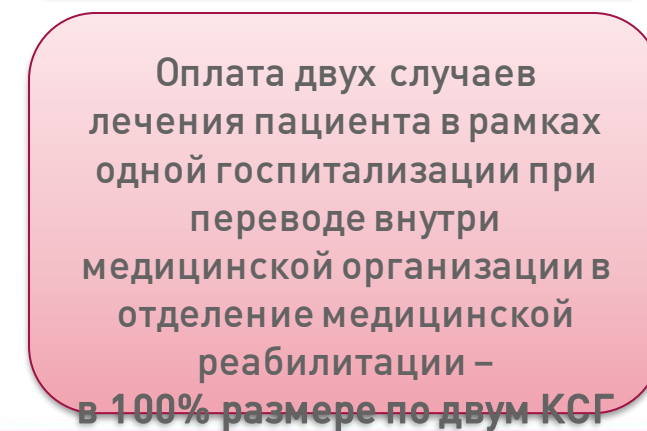 Оплата двух случаев
лечения пациента в рамках
одной госпитализации при
переводе внутри
медицинской организации в
отделение медицинской
реабилитации –
в 100% размере по двум КСГ